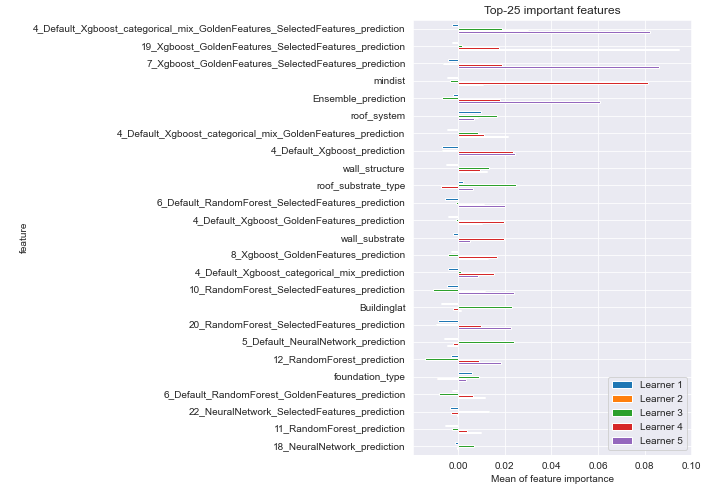 Top-25 important features
4_Default_Xgboost_categorical_mix_GoldenFeatures_SelectedFeatures_prediction
19_Xgboost_GoldenFeatures_SelectedFeatures_prediction
7_Xgboost_GoldenFeatures_SelectedFeatures_prediction
mindist
Ensemble_prediction
roof_system
4_Default_Xgboost_categorical_mix_GoldenFeatures_prediction
4_Default_Xgboost_prediction
wall_structure
roof_substrate_type
6_Default_RandomForest_SelectedFeatures_prediction
4_Default_Xgboost_GoldenFeatures_prediction
wall_substrate
8_Xgboost_GoldenFeatures_prediction
4_Default_Xgboost_categorical_mix_prediction
10_RandomForest_SelectedFeatures_prediction
Buildinglat
20_RandomForest_SelectedFeatures_prediction
5_Default_NeuralNetwork_prediction
12_RandomForest_prediction
foundation_type
6_Default_RandomForest_GoldenFeatures_prediction
22_NeuralNetwork_SelectedFeatures_prediction
11_RandomForest_prediction
18_NeuralNetwork_prediction
feature
Learner 1
Learner 2
Learner 3
Learner 4
Learner 5
0.00 0.02 0.04 0.06 0.08 0.10
Mean of feature importance